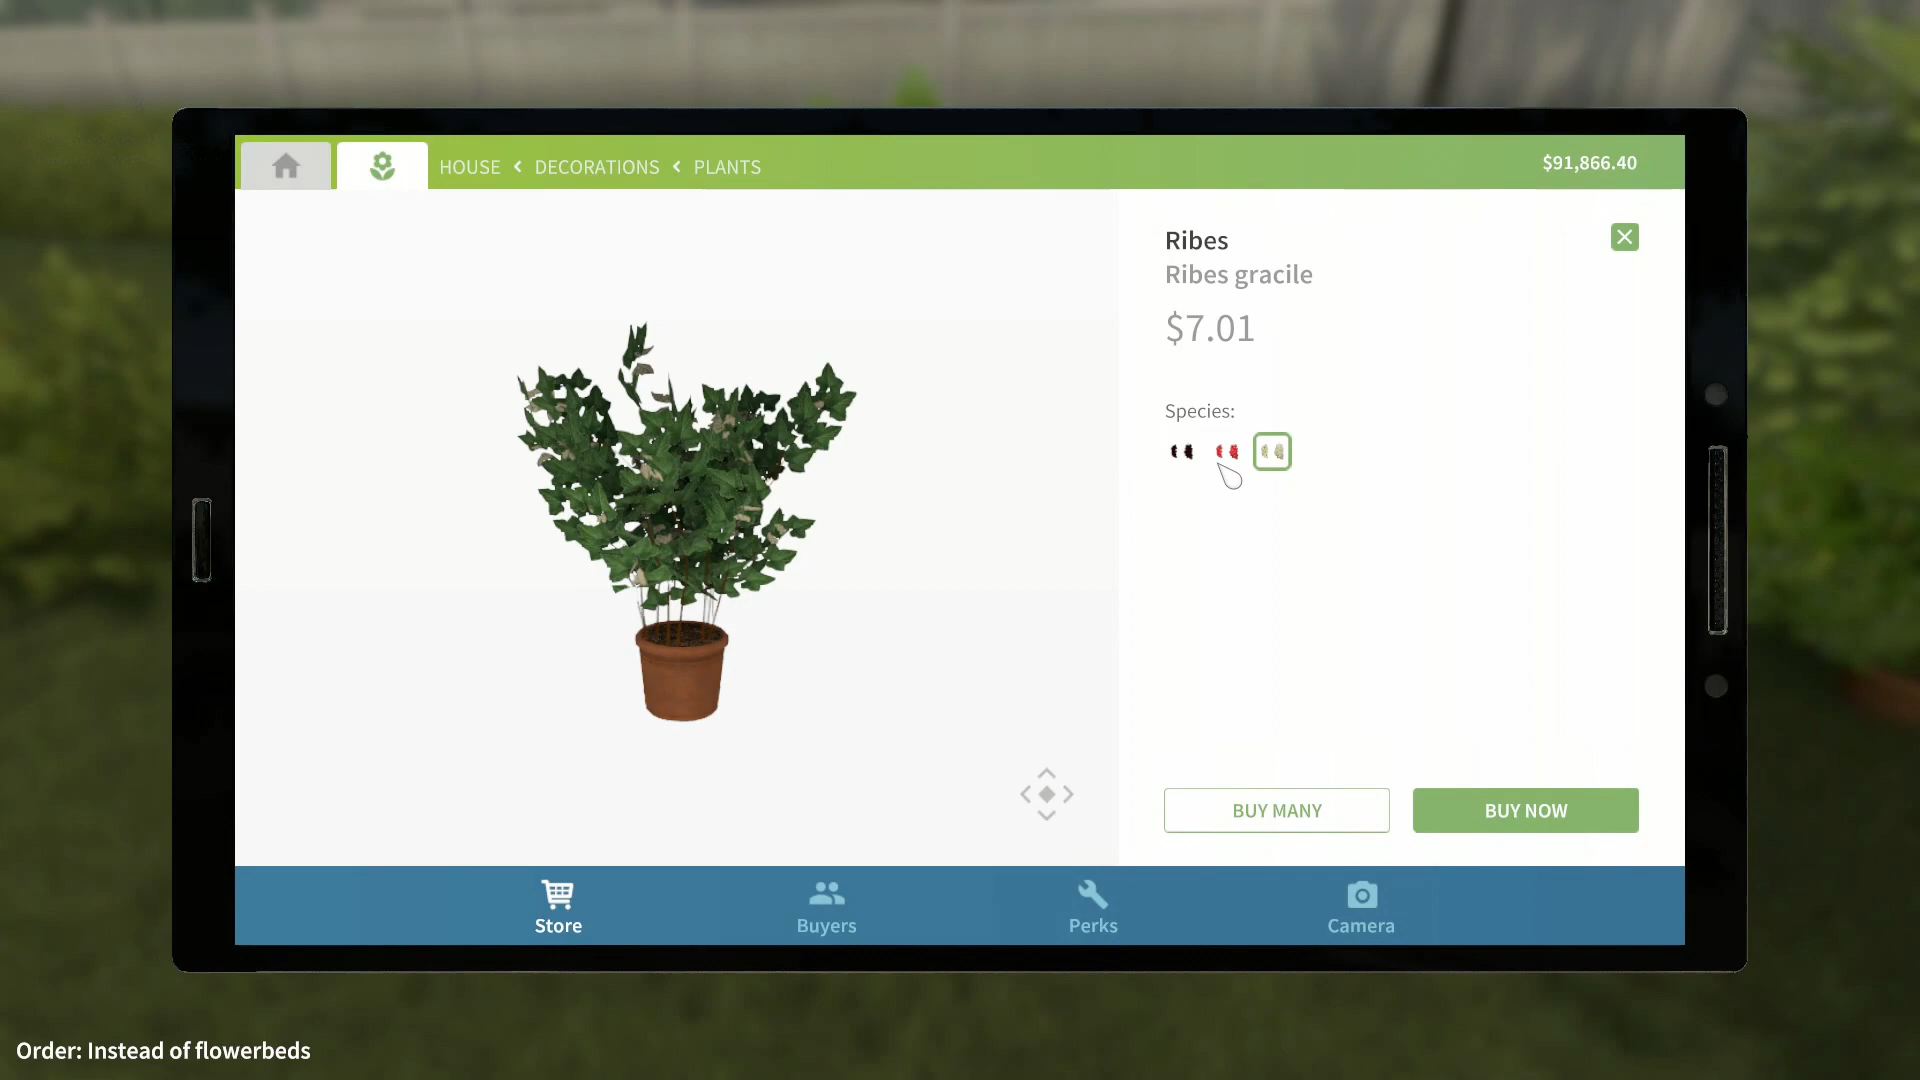 HOUSE < DECORATIONS < PLANTS
$91,866.40
Ribes
Ribes gracile
$7.01
Species:
BUY MANY
BUY NOW
Store
Buyers
Perks
Camera
Order: Instead of flowerbeds